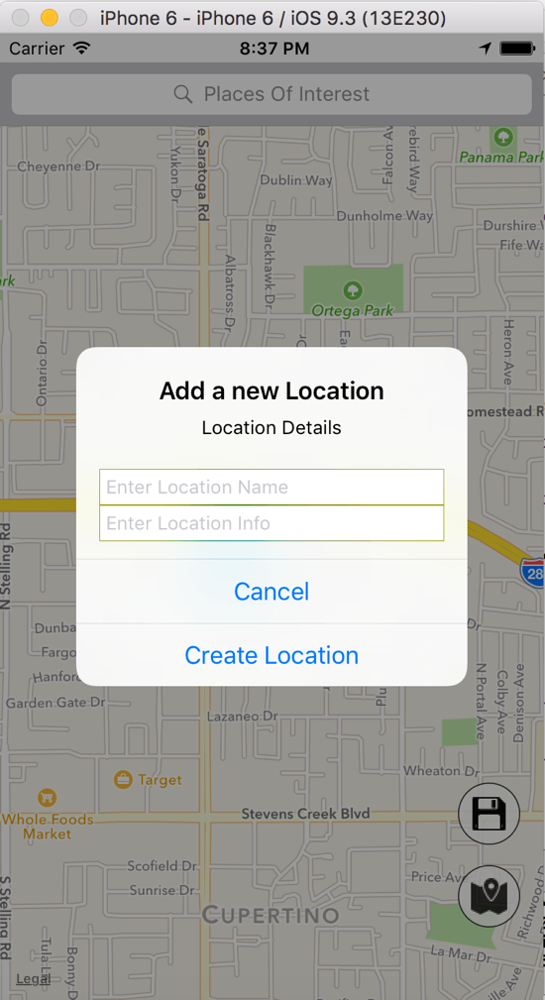 iPhone 6 - iPhone 6 / iOS 9.3 (13E230)
Carrier 8:37 PM
Places Of Interest
e Saratoga Rd
Yukon Dr
Falcon Av
rebird Way
Panama Park
Cheyenne Dr
Dublin Way
Dunholme Way
Durshire W
Fife Wa
Blackhawk Dr
Albatross Dr
rk
Ortega Park
Ontario Dr
Heron Ave
Add a new Location
Location Details
omestead R
Enter Location Name
Enter Location Info
N Stelling Rd
28
Cancel
Dunba
Dr
Fargo
Create Location
Hanford
Garden Gate Dr
Lazaneo Dr
N Portal Ave
Colby Ave
Denison Ave
Wheaton Dr
Target
Whole Foods
Market
Stevens Creek Blvd
Scofield Dr
Sunrise Dr
Price Av
S Stelling Rd
CUPERTINO
Richwood D
La Mar Dr
Tula L
Bonny D
Legal
ville Ave